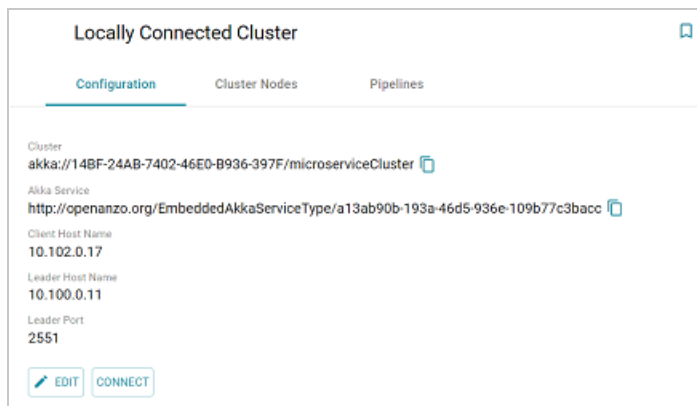 Locally Connected Cluster
Configuration Cluster Nodes Pipelines
Cluster
akka://14BF-24AB-7402-46E0-B936-397F/microserviceCluster
Akka Service
http://openanzo.org/EmbeddedAkkaServiceType/a13ab90b-193a-46d5-936e-109b77c3bacc
Client Host Name
10.102.0.17
Leader Host Name
10.100.0.11
Leader Port
2551
EDIT CONNECT